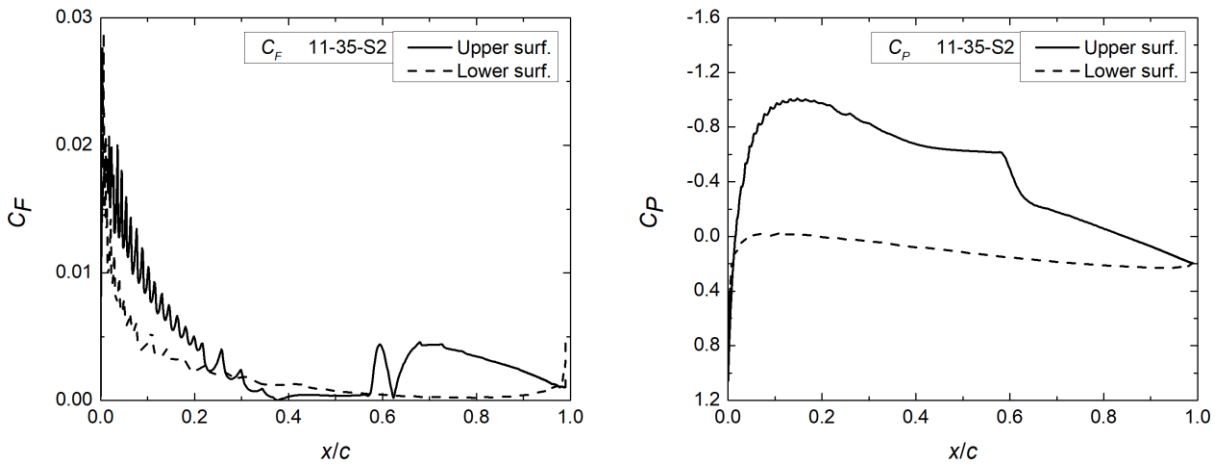 0.03
0.02
0.01
0.00
C_F
C_F 11-35-S2
Upper surf.
Lower surf.
0.0 0.2 0.4 0.6 0.8 1.0
x/c
-1.6
-1.2
-0.8
-0.4
0.0
0.4
0.8
1.2
C_P
C_P 11-35-S2
Upper surf.
Lower surf.
0.0 0.2 0.4 0.6 0.8 1.0
x/c